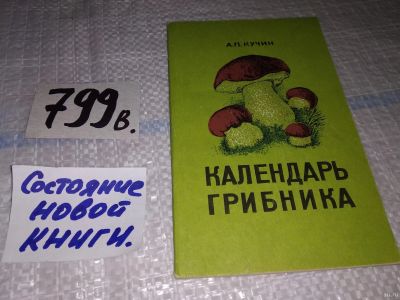 А.П. КУЧИН
КАЛЕНДАРЬ
ГРИБНИКА
799в.
Состояние
новой
книги.